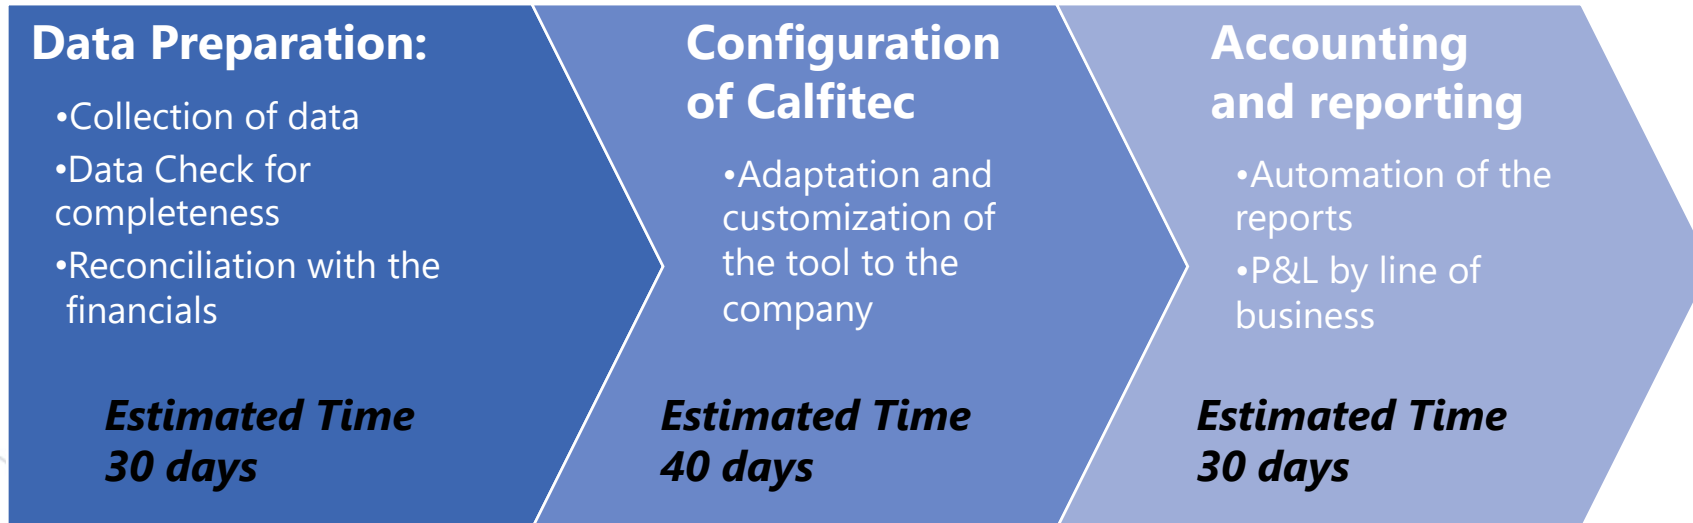 Data Preparation:
•Collection of data
•Data Check for
completeness
•Reconciliation with the
financials
Estimated Time
30 days
Configuration
of Calfitec
•Adaptation and
customization of
the tool to the
company
Estimated Time
40 days
Accounting
and reporting
•Automation of the
reports
•P&L by line of
business
Estimated Time
30 days